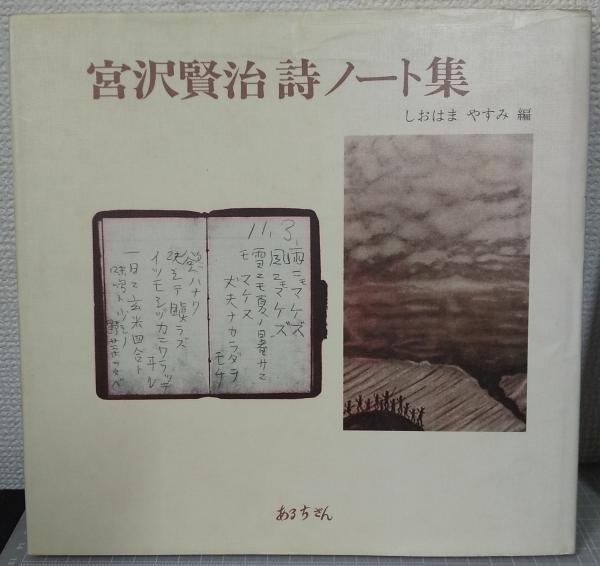 宮沢賢治 詩ノート集
しおはま やすみ 編
11.3.
雨ニモマケズ
風ニモマケズ
雪ニモ夏ノ暑サニ
モ マケヌ
丈夫ナカラダヲ
モチ
慾ハナク
決シテ瞋ラズ
イツモシヅカニワラッテ
ヰル
一日ニ玄米四合ト
味噌ト少シノ
野菜ヲタベ
あるちざん